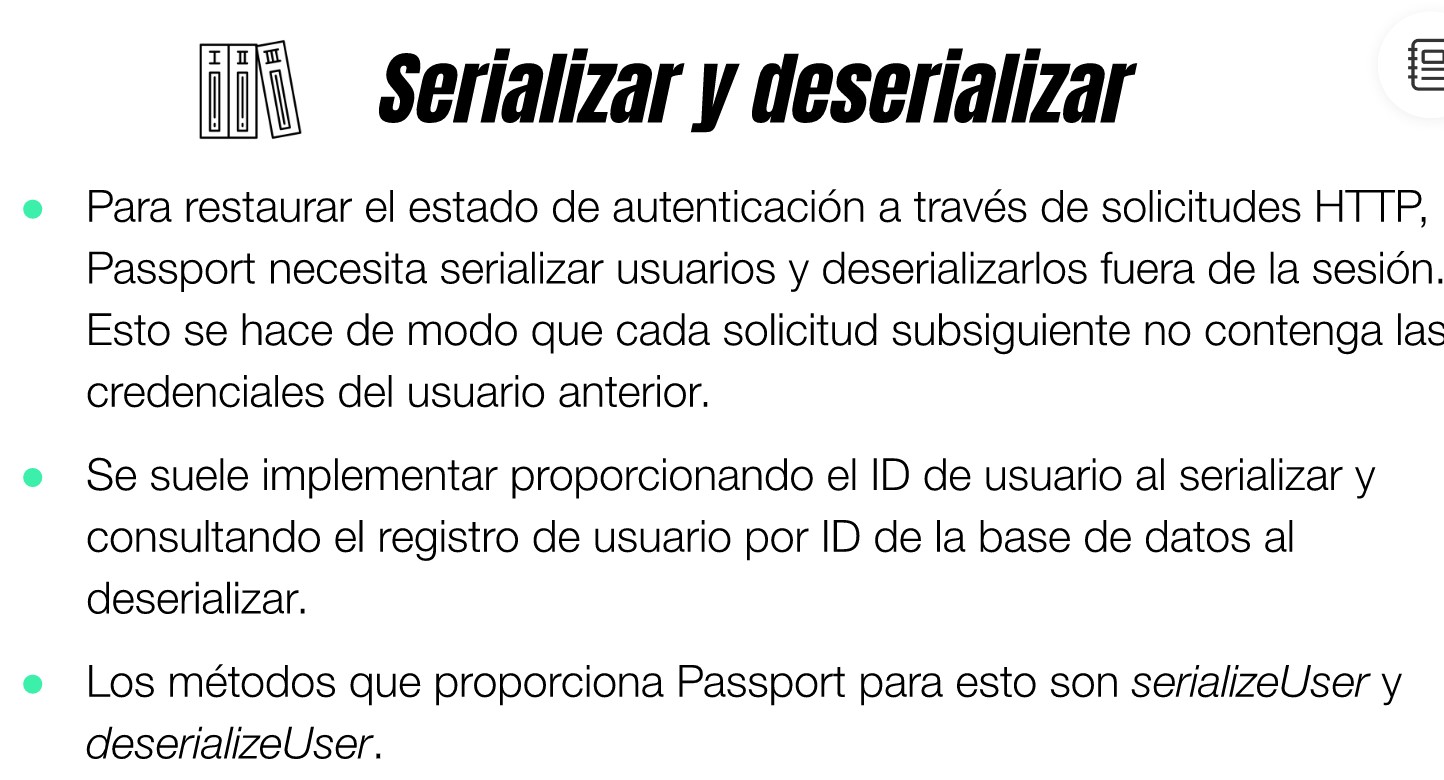 I II III
Serializar y deserializar
Para restaurar el estado de autenticación a través de solicitudes HTTP,
Passport necesita serializar usuarios y deserializarlos fuera de la sesión.
Esto se hace de modo que cada solicitud subsiguiente no contenga las
credenciales del usuario anterior.
Se suele implementar proporcionando el ID de usuario al serializar y
consultando el registro de usuario por ID de la base de datos al
deserializar.
Los métodos que proporciona Passport para esto son serializeUser y
deserializeUser.